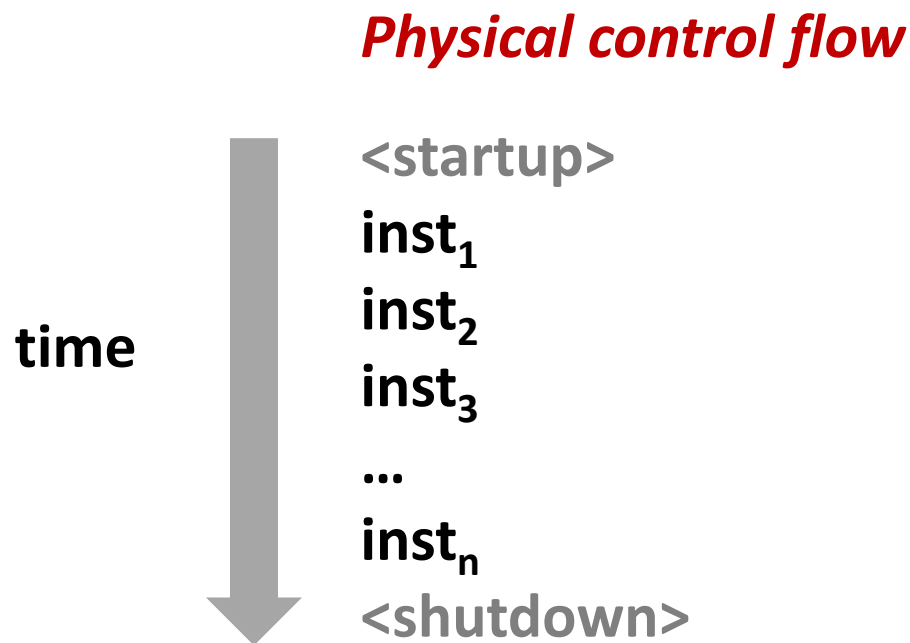 Physical control flow
<startup>
inst₁
inst₂
time
inst₃
...
instₙ
<shutdown>